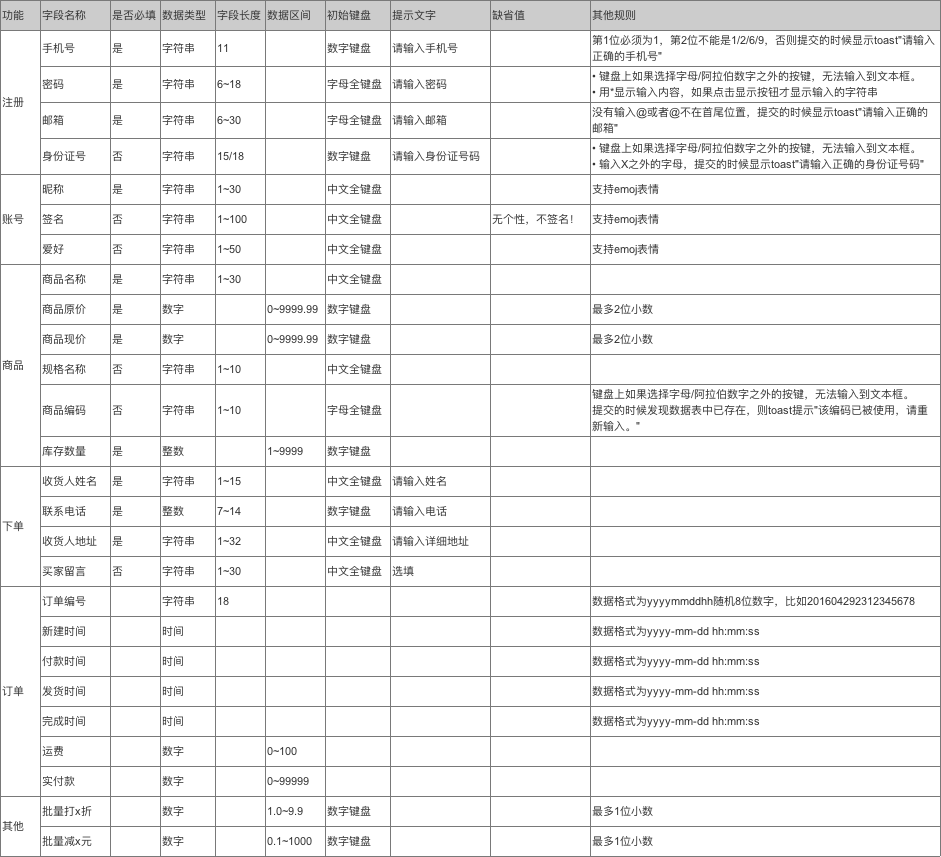 功能 字段名称 是否必填 数据类型 字段长度 数据区间 初始键盘 提示文字 缺省值 其他规则
注册
手机号 是 字符串 11 数字键盘 请输入手机号 第1位必须为1，第2位不能是1/2/6/9，否则提交的时候显示toast"请输入
正确的手机号"
密码 是 字符串 6~18 字母全键盘 请输入密码 • 键盘上如果选择字母/阿拉伯数字之外的按键，无法输入到文本框。
• 用*显示输入内容，如果点击显示按钮才显示输入的字符串
邮箱 是 字符串 6~30 字母全键盘 请输入邮箱 没有输入@或者@不在首尾位置，提交的时候显示toast"请输入正确的
邮箱"
身份证号 否 字符串 15/18 数字键盘 请输入身份证号码 • 键盘上如果选择字母/阿拉伯数字之外的按键，无法输入到文本框。
• 输入X之外的字母，提交的时候显示toast"请输入正确的身份证号码"
账号
昵称 是 字符串 1~30 中文全键盘 支持emoj表情
签名 否 字符串 1~100 中文全键盘 无个性，不签名！ 支持emoj表情
爱好 否 字符串 1~50 中文全键盘 支持emoj表情
商品
商品名称 是 字符串 1~30 中文全键盘
商品原价 是 数字 0~9999.99 数字键盘 最多2位小数
商品现价 是 数字 0~9999.99 数字键盘 最多2位小数
规格名称 否 字符串 1~10 中文全键盘
商品编码 否 字符串 1~10 字母全键盘 键盘上如果选择字母/阿拉伯数字之外的按键，无法输入到文本框。
提交的时候发现数据表中已存在，则toast提示"该编码已被使用，请重
新输入。"
库存数量 是 整数 1~9999 数字键盘
下单
收货人姓名 是 字符串 1~15 中文全键盘 请输入姓名
联系电话 是 整数 7~14 数字键盘 请输入电话
收货人地址 是 字符串 1~32 中文全键盘 请输入详细地址
买家留言 否 字符串 1~30 中文全键盘 选填
订单
订单编号 字符串 18 数据格式为yyyymmddhh随机8位数字，比如201604292312345678
新建时间 时间 数据格式为yyyy-mm-dd hh:mm:ss
付款时间 时间 数据格式为yyyy-mm-dd hh:mm:ss
发货时间 时间 数据格式为yyyy-mm-dd hh:mm:ss
完成时间 时间 数据格式为yyyy-mm-dd hh:mm:ss
运费 数字 0~100
实付款 数字 0~99999
其他
批量打x折 数字 1.0~9.9 数字键盘 最多1位小数
批量减x元 数字 0.1~1000 数字键盘 最多1位小数